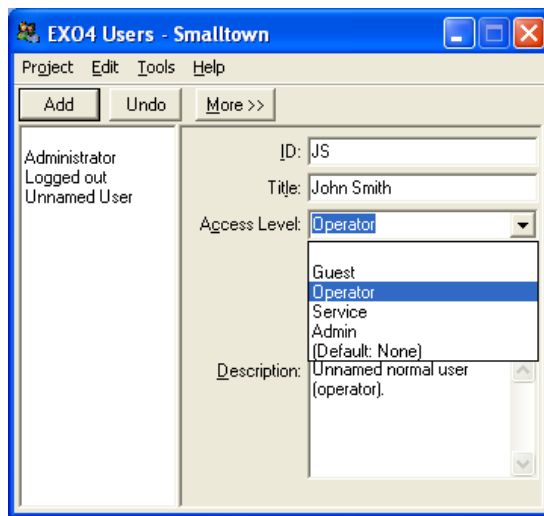 EXO4 Users - Smalltown
Project Edit Tools Help
Add Undo More >>
Administrator
Logged out
Unnamed User
ID: JS
Title: John Smith
Access Level: Operator
Guest
Operator
Service
Admin
(Default: None)
Description: Unnamed normal user
(operator).